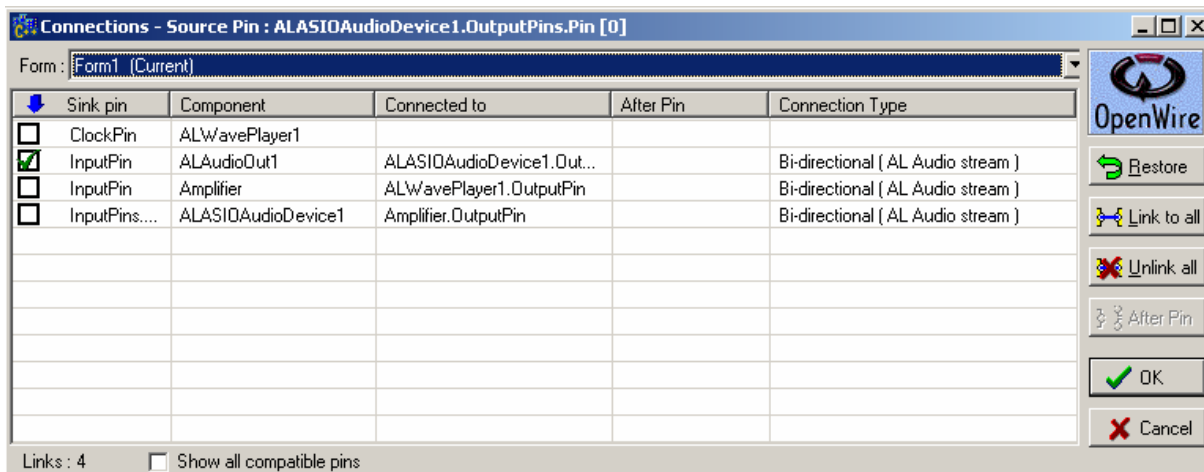 Connections - Source Pin : ALASIOAudioDevice1.OutputPins.Pin [0]
Form : Form1 (Current)
Sink pin Component Connected to After Pin Connection Type
ClockPin ALWavePlayer1
InputPin ALAudioOut1 ALASIOAudioDevice1.Out... Bi-directional ( AL Audio stream )
InputPin Amplifier ALWavePlayer1.OutputPin Bi-directional ( AL Audio stream )
InputPins.... ALASIOAudioDevice1 Amplifier.OutputPin Bi-directional ( AL Audio stream )
OpenWire
Restore
Link to all
Unlink all
After Pin
OK
Cancel
Links : 4 Show all compatible pins